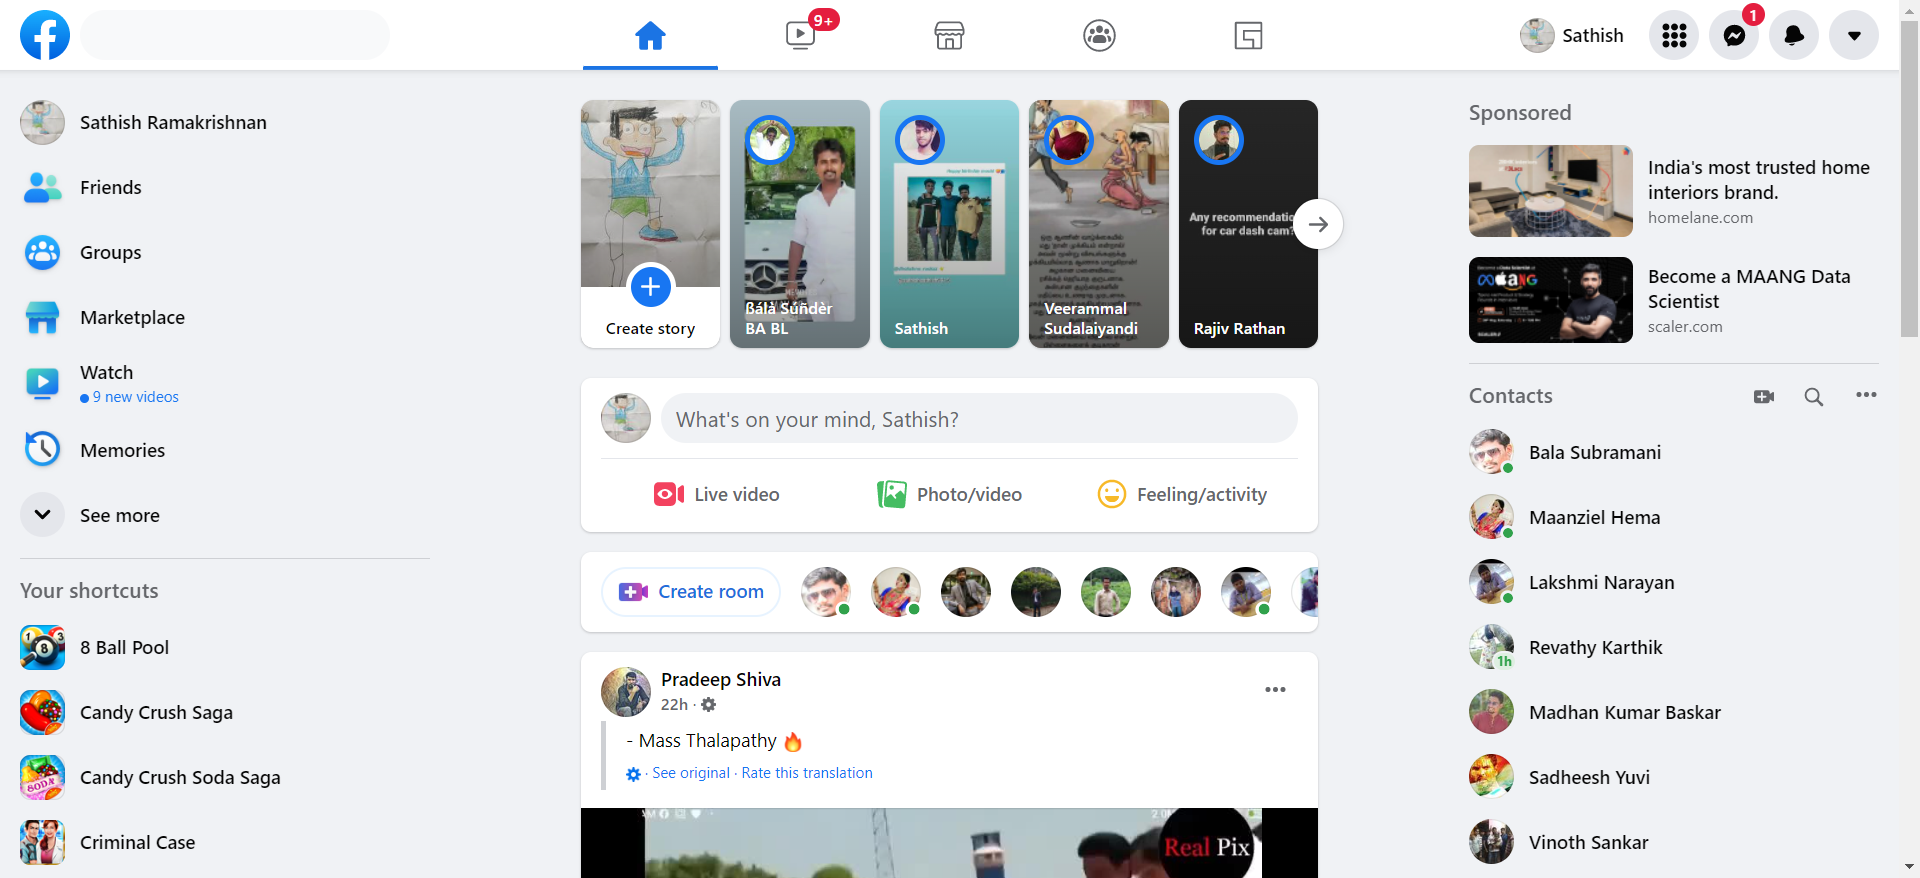 9+
Sathish
1
Sathish Ramakrishnan
Friends
Groups
Marketplace
Watch
9 new videos
Memories
See more
Your shortcuts
8 Ball Pool
Candy Crush Saga
Candy Crush Soda Saga
Criminal Case
Create story
ßálà Súñdèr
BA BL
Sathish
Veerammal
Sudalaiyandi
Any recommendation
for car dash cam?
Rajiv Rathan
What's on your mind, Sathish?
Live video
Photo/video
Feeling/activity
Create room
Pradeep Shiva
22h ·
- Mass Thalapathy 🔥
· See original · Rate this translation
Real Pix
Sponsored
India's most trusted home
interiors brand.
homelane.com
Become a MAANG Data
Scientist
scaler.com
Contacts
Bala Subramani
Maanziel Hema
Lakshmi Narayan
1h
Revathy Karthik
Madhan Kumar Baskar
Sadheesh Yuvi
Vinoth Sankar